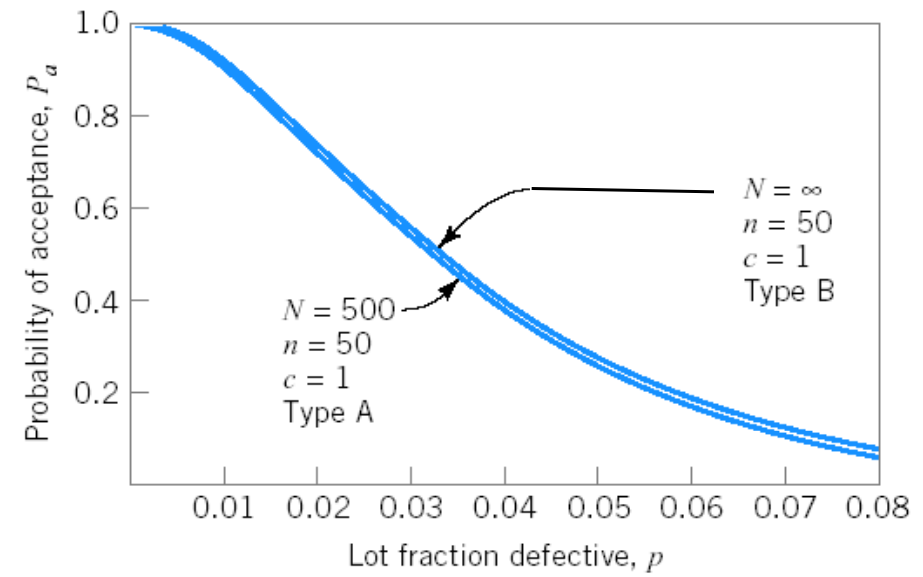 Probability of acceptance, Pa
1.0
0.8
0.6
0.4
0.2
N = ∞
n = 50
c = 1
Type B
N = 500
n = 50
c = 1
Type A
0.01 0.02 0.03 0.04 0.05 0.06 0.07 0.08
Lot fraction defective, p